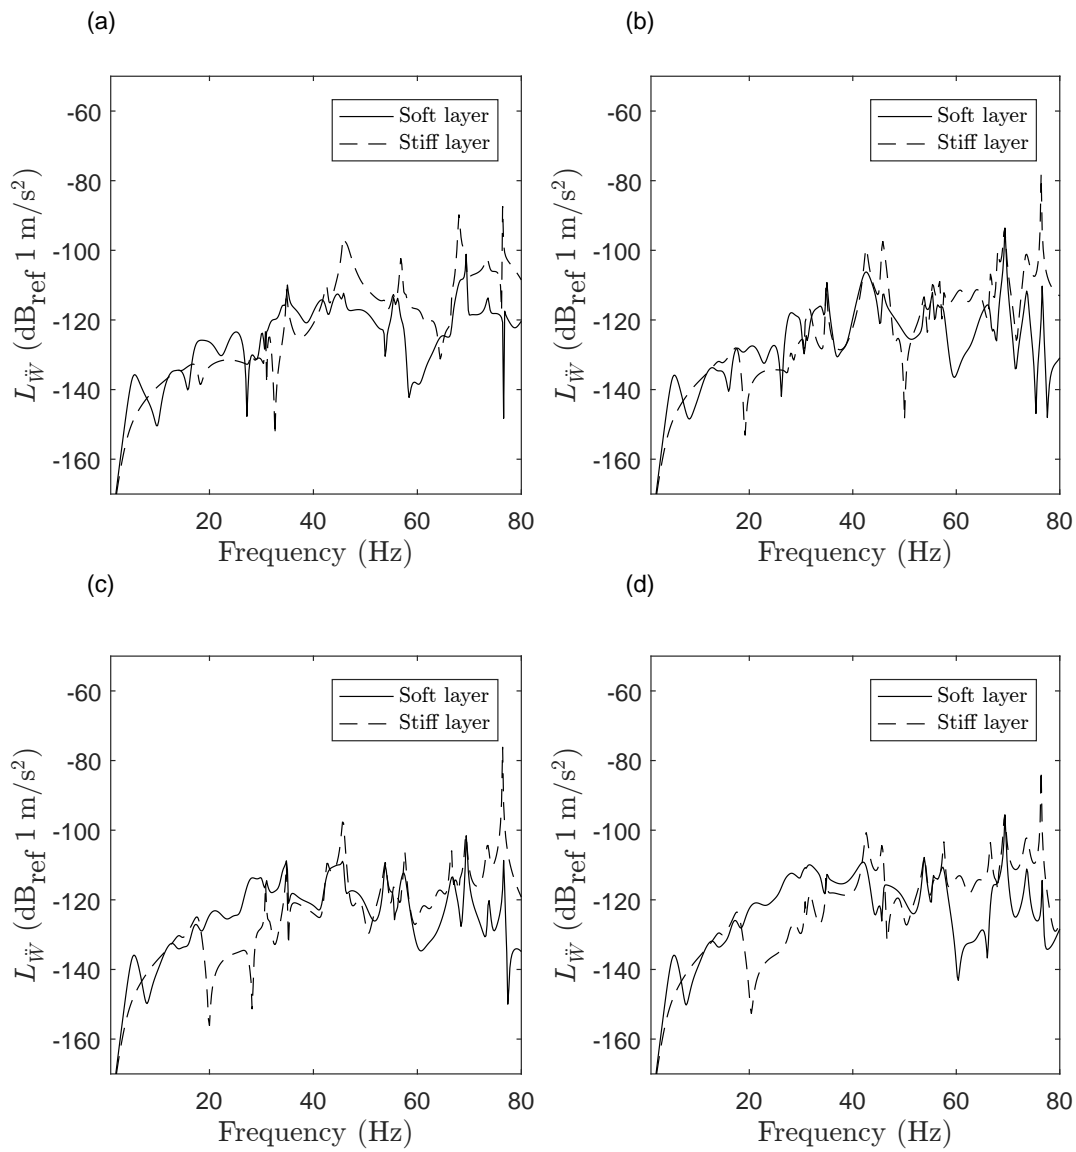 (a)
(b)
-60
-80
-100
-120
-140
-160
20 40 60 80
Frequency (Hz)
L_Ẅ (dB_ref 1 m/s²)
Soft layer
Stiff layer
-60
-80
-100
-120
-140
-160
20 40 60 80
Frequency (Hz)
L_Ẅ (dB_ref 1 m/s²)
Soft layer
Stiff layer
(c)
(d)
-60
-80
-100
-120
-140
-160
20 40 60 80
Frequency (Hz)
L_Ẅ (dB_ref 1 m/s²)
Soft layer
Stiff layer
-60
-80
-100
-120
-140
-160
20 40 60 80
Frequency (Hz)
L_Ẅ (dB_ref 1 m/s²)
Soft layer
Stiff layer